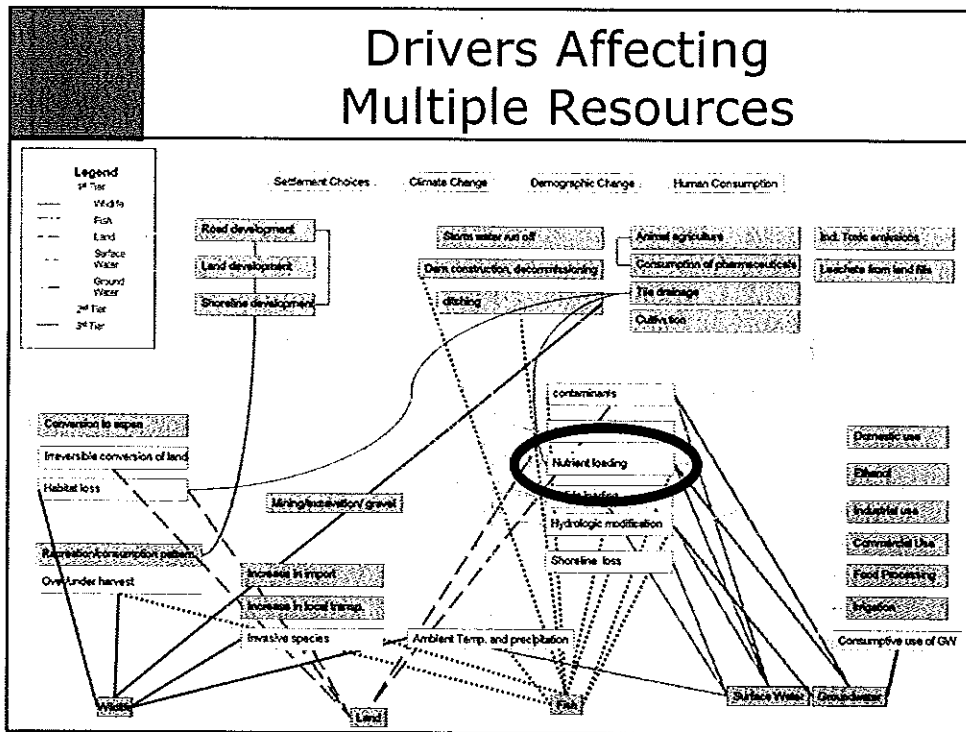 Drivers Affecting
Multiple Resources
Legend
1st Tier
Wildlife
Fish
Land
Surface
Water
Ground
Water
2nd Tier
3rd Tier
Settlement Choices
Climate Change
Demographic Change
Human Consumption
Road development
Land development
Shoreline development
Storm water run off
Dam construction, decommissioning
ditching
Animal agriculture
Consumption of pharmaceuticals
Tile drainage
Cultivation
Ind. Toxic emissions
Leachate from land fills
Conversion to aspen
Irreversible conversion of land
Habitat loss
Mining/excavation/ gravel
contaminants
Nutrient loading
loading
Hydrologic modification
Shoreline loss
Domestic use
Ethanol
Industrial use
Commercial Use
Food Processing
Irrigation
Consumptive use of GW
Recreation/consumption pattern
Over/under harvest
Increase in import
Increase in local transp.
Invasive species
Ambient Temp. and precipitation
Wildlife
Land
Fish
Surface Water
Groundwater